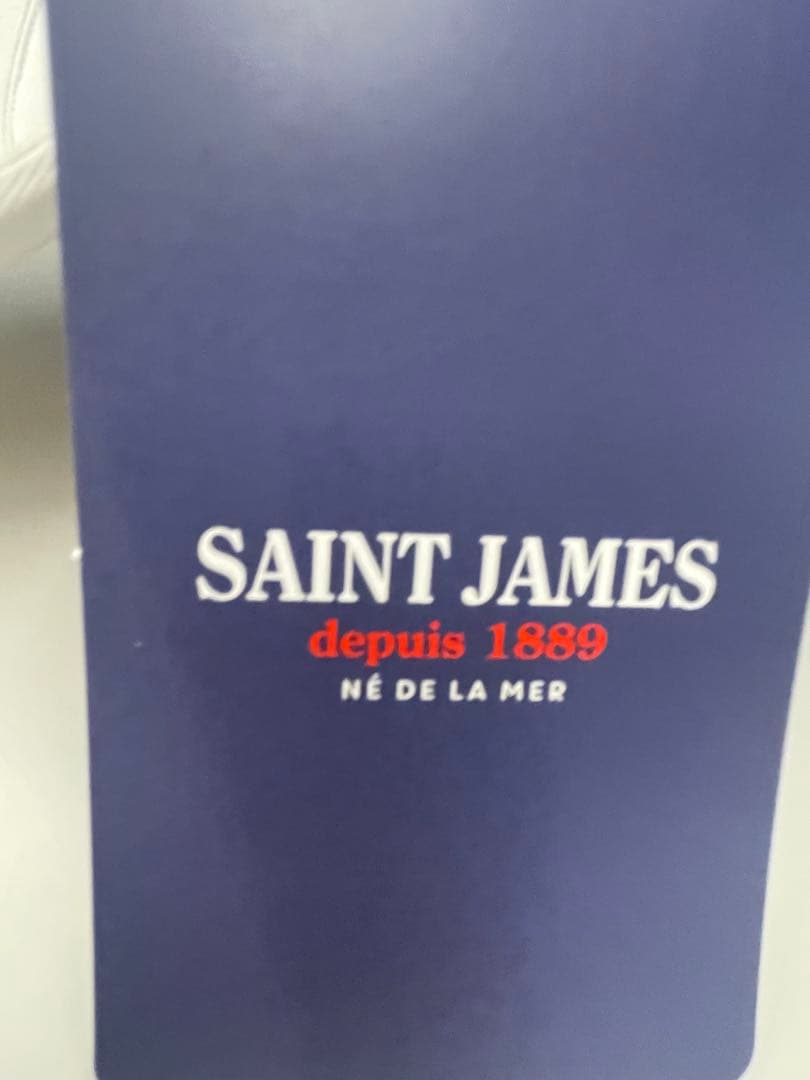 SAINT JAMES
depuis 1889
NÉ DE LA MER